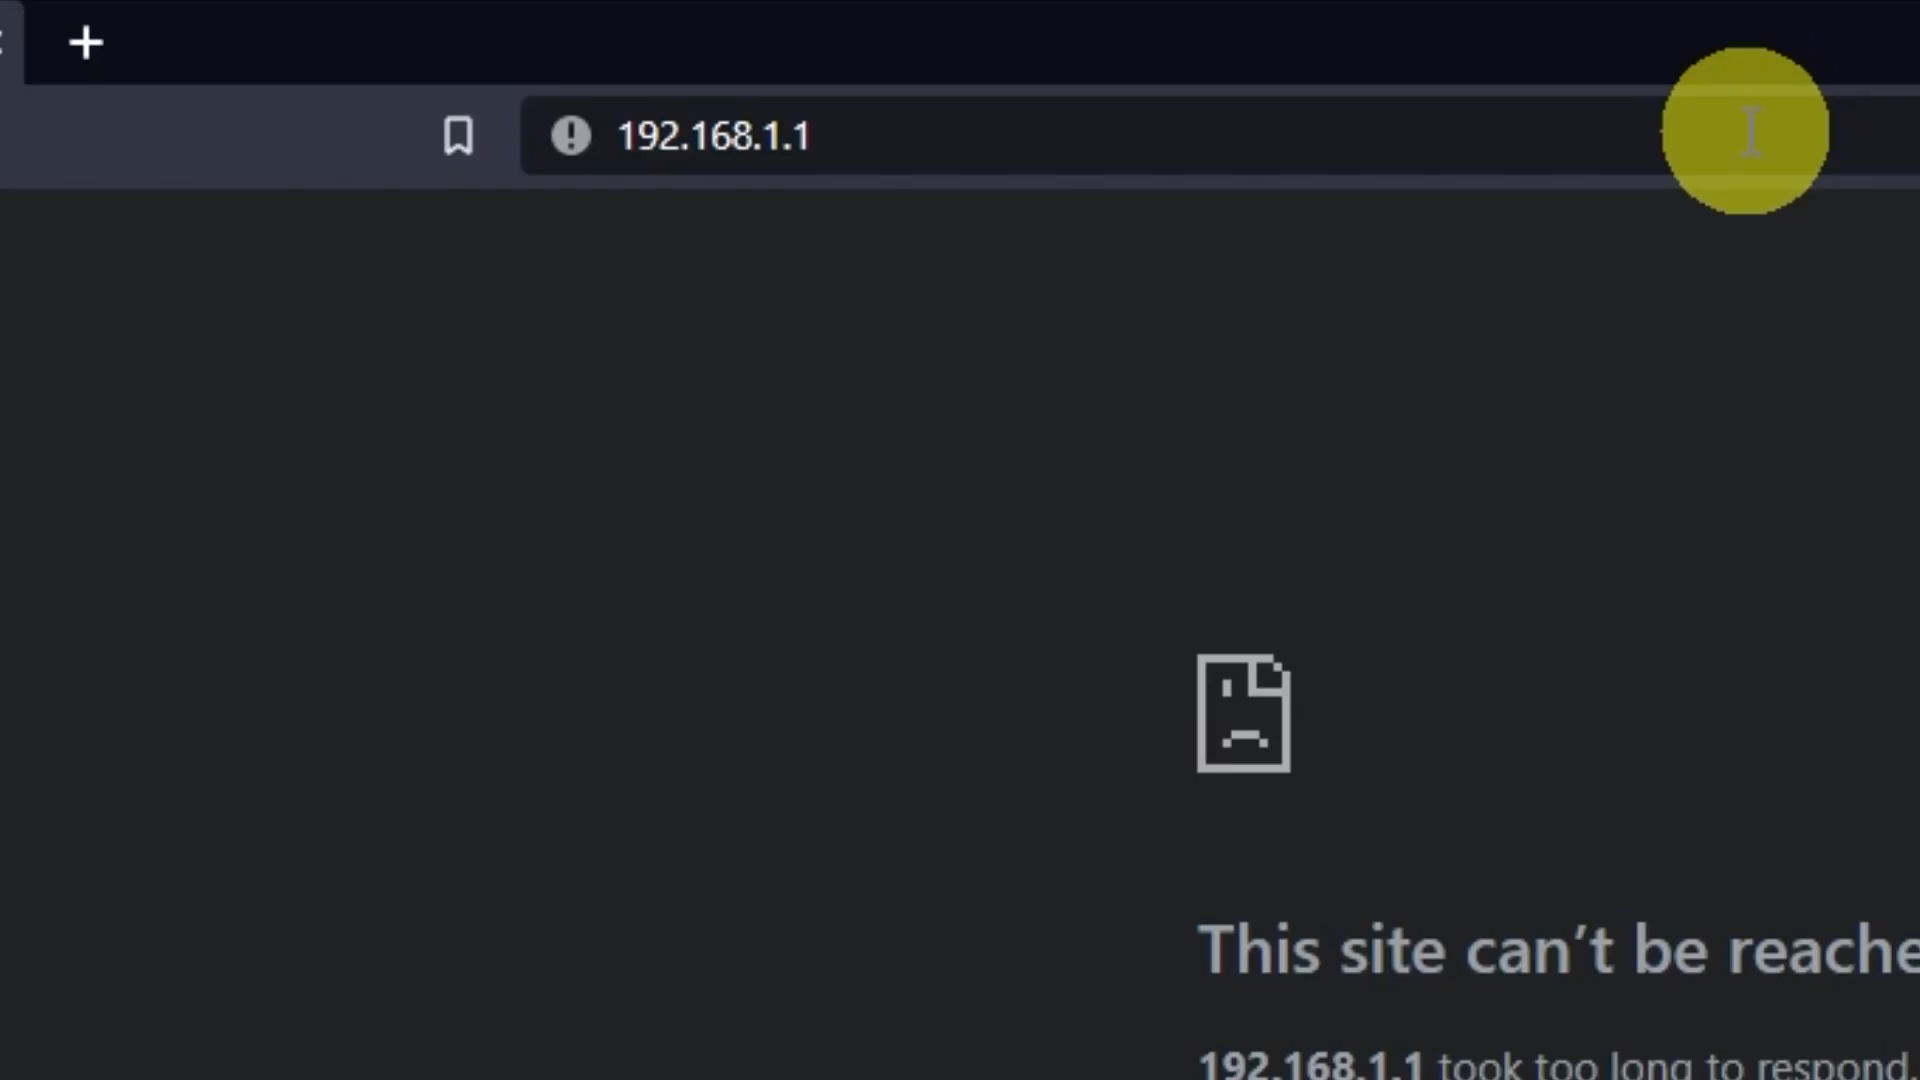 192.168.1.1
This site can’t be reache
192.168.1.1 took too long to respond.